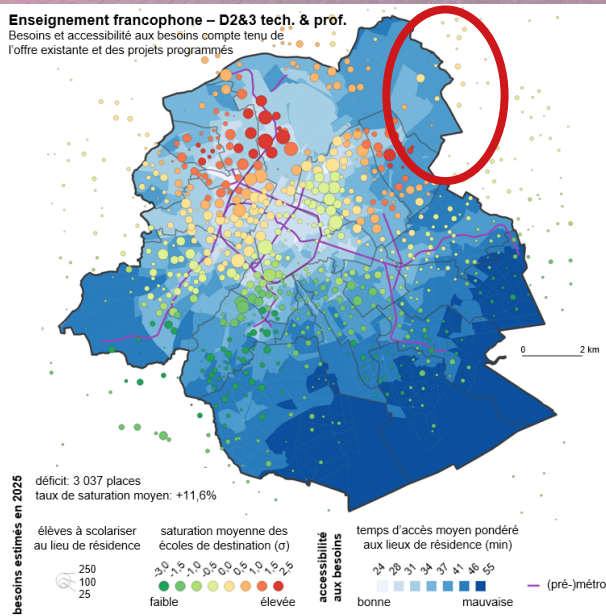 Enseignement francophone – D2&3 tech. & prof.
Besoins et accessibilité aux besoins compte tenu de
l'offre existante et des projets programmés
0 2 km
besoins estimés en 2025
déficit: 3 037 places
taux de saturation moyen: +11,6%
élèves à scolariser
au lieu de résidence
250
100
25
saturation moyenne des
écoles de destination (σ)
-3,0 -1,5 -1,0 -0,5 0,0 0,5 1,0 1,5 2,5
faible élevée
accessibilité
aux besoins
temps d'accès moyen pondéré
aux lieux de résidence (min)
24 28 31 34 37 41 46 55
bonne mauvaise
(pré-)métro